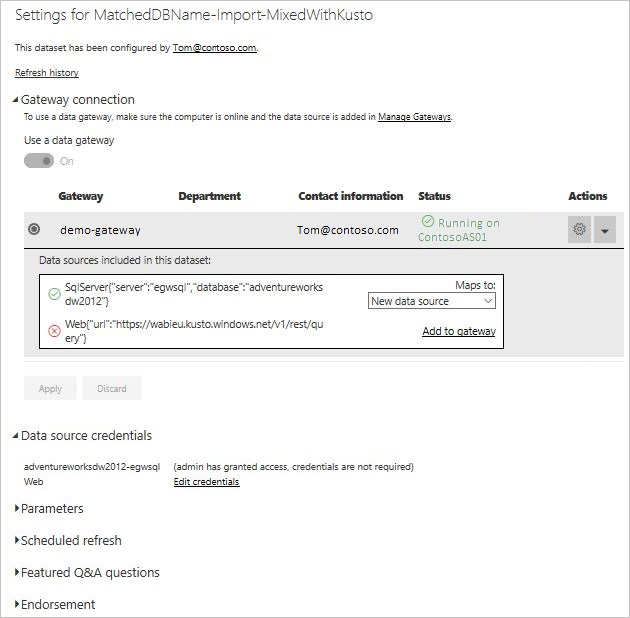 Settings for MatchedDBName-Import-MixedWithKusto
This dataset has been configured by Tom@contoso.com.
Refresh history
Gateway connection
To use a data gateway, make sure the computer is online and the data source is added in Manage Gateways.
Use a data gateway
On
Gateway Department Contact information Status Actions
demo-gateway Tom@contoso.com Running on
ContosoAS01
Data sources included in this dataset:
SqlServer{"server":"egwsql","database":"adventureworks
dw2012"}
Maps to:
New data source
Web{"url":"https://wabieu.kusto.windows.net/v1/rest/qu
ery"}
Add to gateway
Apply Discard
Data source credentials
adventureworksdw2012-egwsql (admin has granted access, credentials are not required)
Web Edit credentials
Parameters
Scheduled refresh
Featured Q&A questions
Endorsement